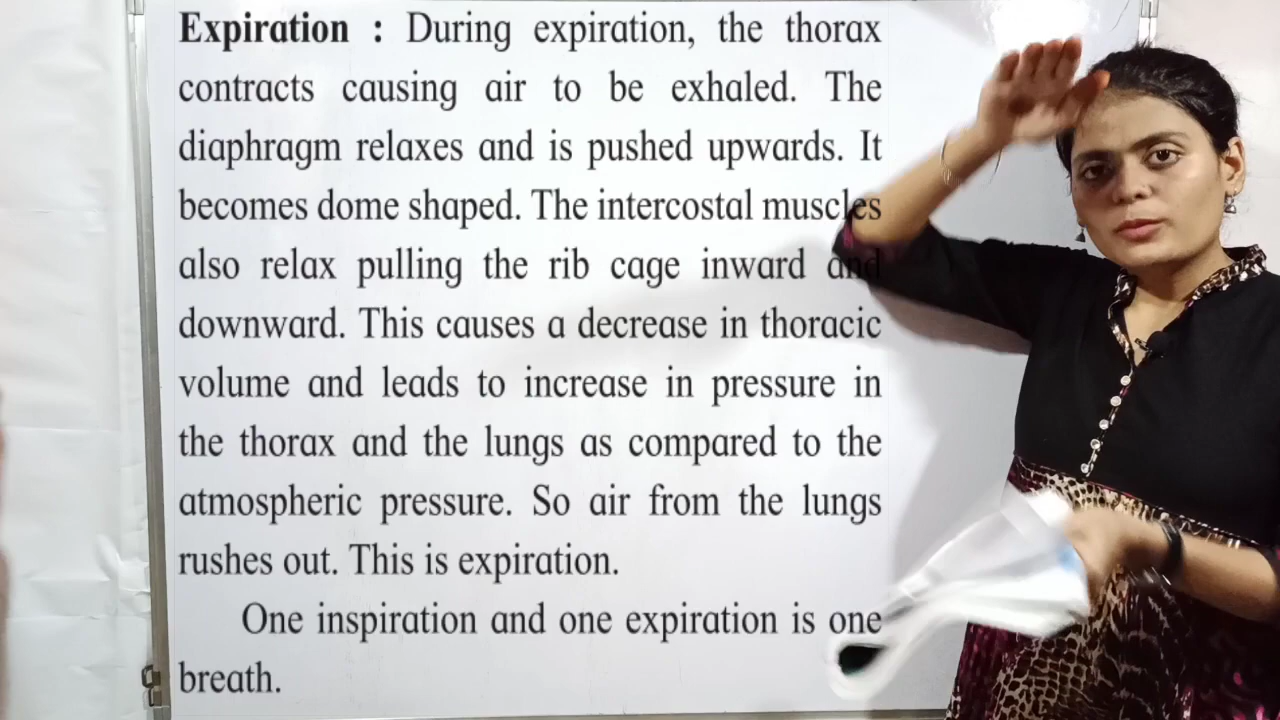 Expiration : During expiration, the thorax
contracts causing air to be exhaled. The
diaphragm relaxes and is pushed upwards. It
becomes dome shaped. The intercostal muscles
also relax pulling the rib cage inward and
downward. This causes a decrease in thoracic
volume and leads to increase in pressure in
the thorax and the lungs as compared to the
atmospheric pressure. So air from the lungs
rushes out. This is expiration.
One inspiration and one expiration is one
breath.